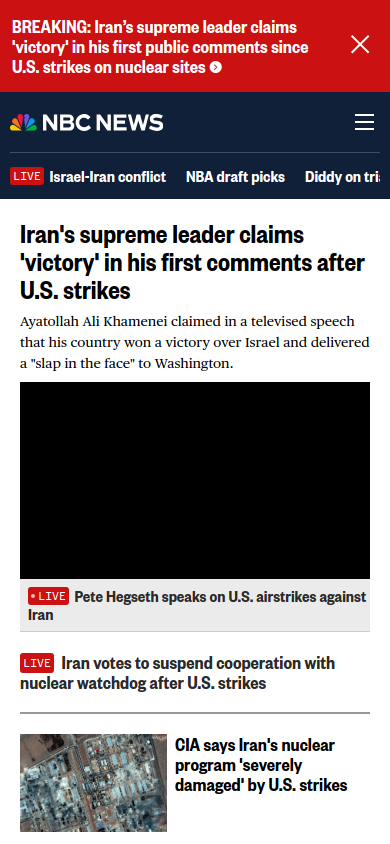 BREAKING: Iran's supreme leader claims
'victory' in his first public comments since
U.S. strikes on nuclear sites
NBC NEWS
LIVE Israel-Iran conflict NBA draft picks Diddy on tria
Iran's supreme leader claims
'victory' in his first comments after
U.S. strikes
Ayatollah Ali Khamenei claimed in a televised speech
that his country won a victory over Israel and delivered
a "slap in the face" to Washington.
LIVE Pete Hegseth speaks on U.S. airstrikes against
Iran
LIVE Iran votes to suspend cooperation with
nuclear watchdog after U.S. strikes
CIA says Iran's nuclear
program 'severely
damaged' by U.S. strikes